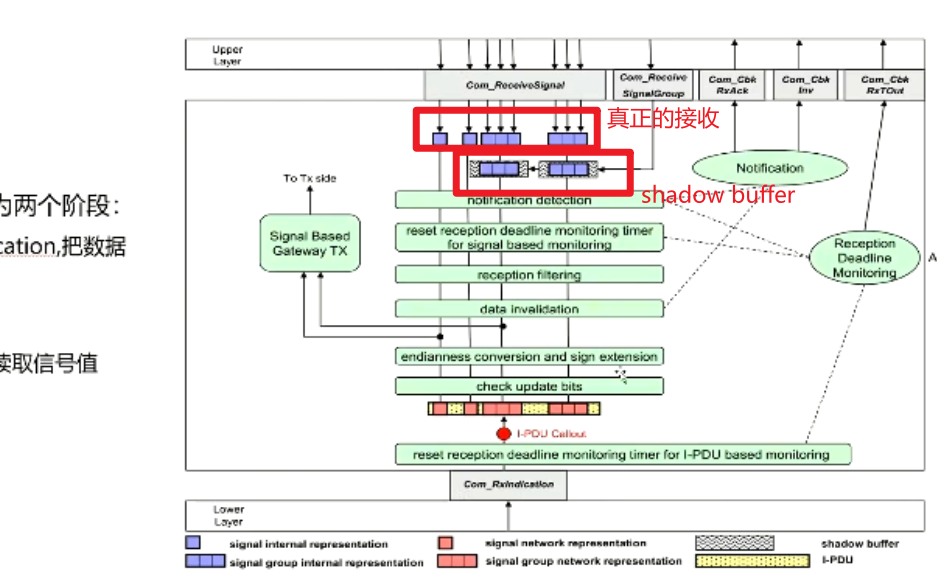 Upper
Layer
Com_ReceiveSignal
Com_Receive
SignalGroup
Com_Cbk
RxAck
Com_Cbk
Inv
Com_Cbk
RxTOut
真正的接收
Notification
To Tx side
shadow buffer
为两个阶段：
notification detection
cation,把数据
Signal Based
Gateway TX
reset reception deadline monitoring timer
for signal based monitoring
Reception
Deadline
Monitoring
A
reception filtering
data invalidation
读取信号值
endianness conversion and sign extension
check update bits
I-PDU Callout
reset reception deadline monitoring timer for I-PDU based monitoring
Com_RxIndication
Lower
Layer
signal internal representation
signal network representation
shadow buffer
signal group internal representation
signal group network representation
I-PDU